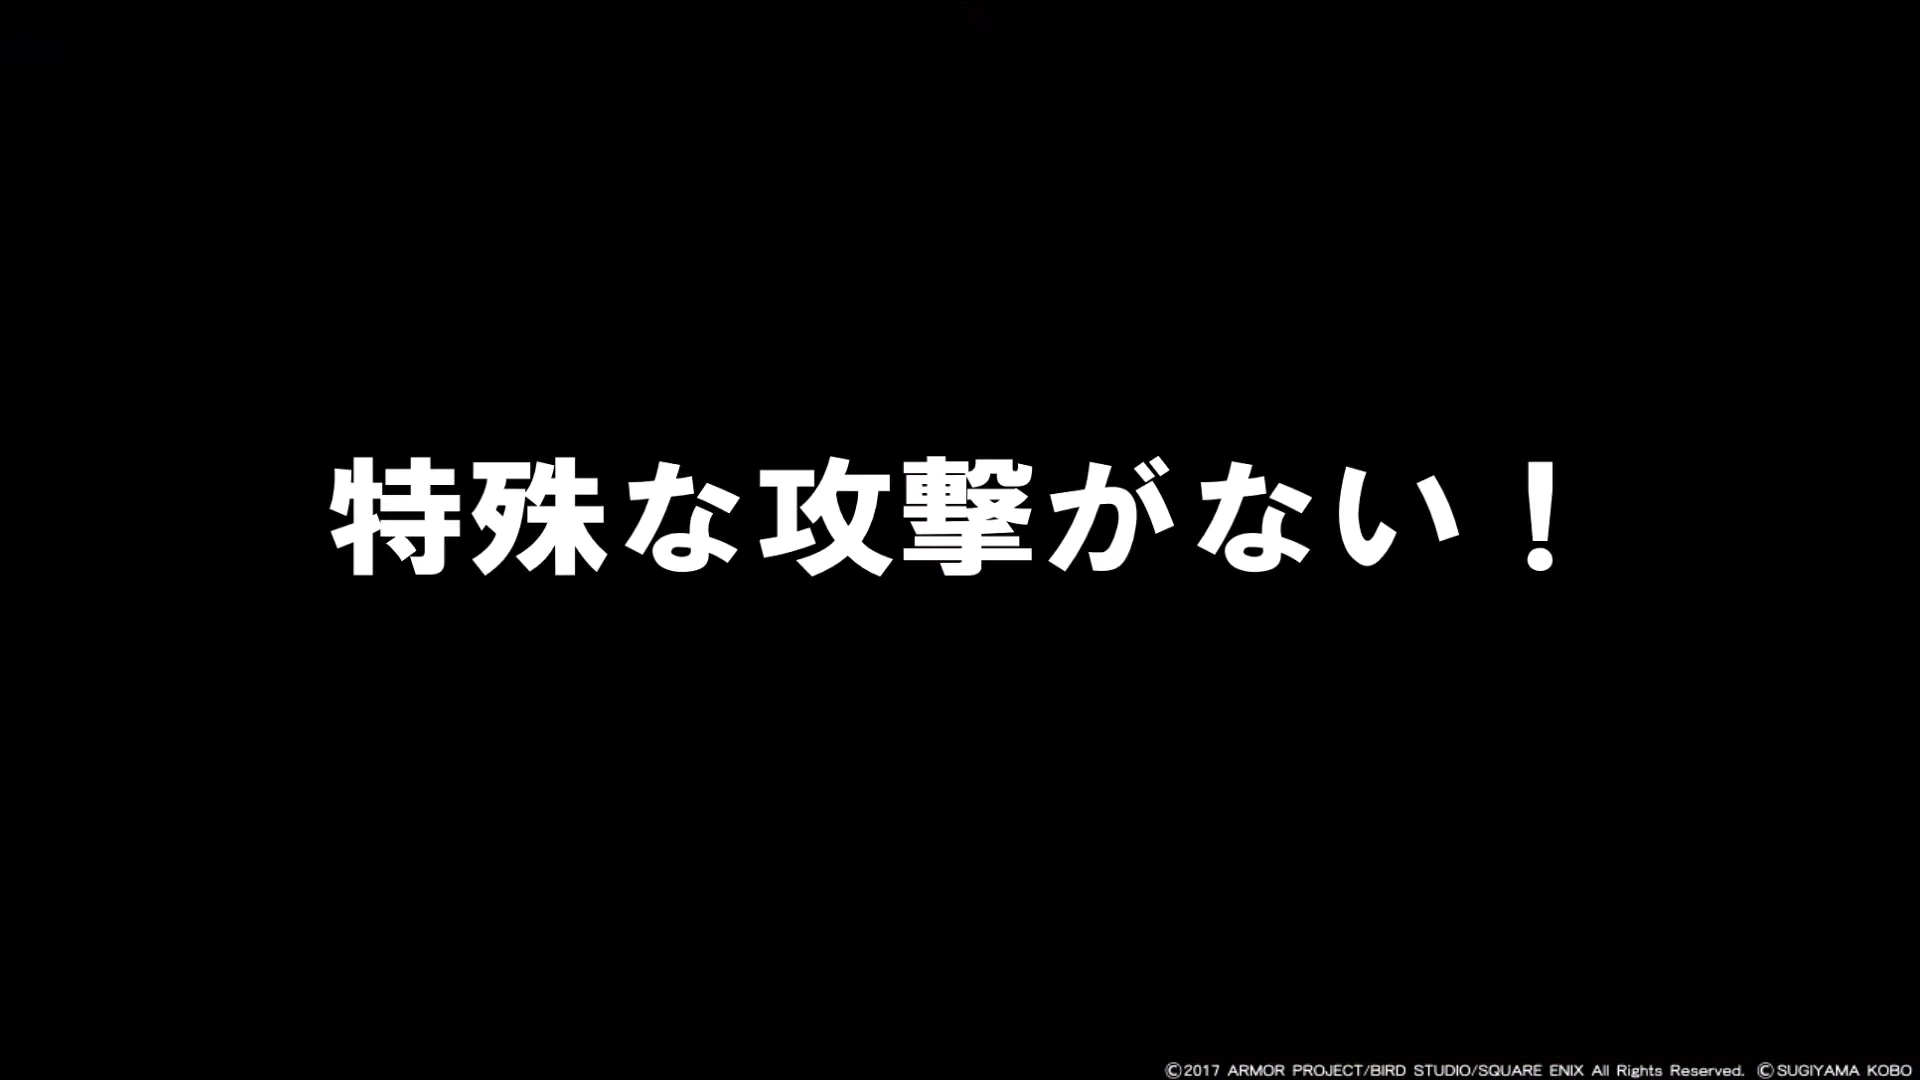 特殊な攻撃がない！
©2017 ARMOR PROJECT/BIRD STUDIO/SQUARE ENIX All Rights Reserved. ©SUGIYAMA KOBO